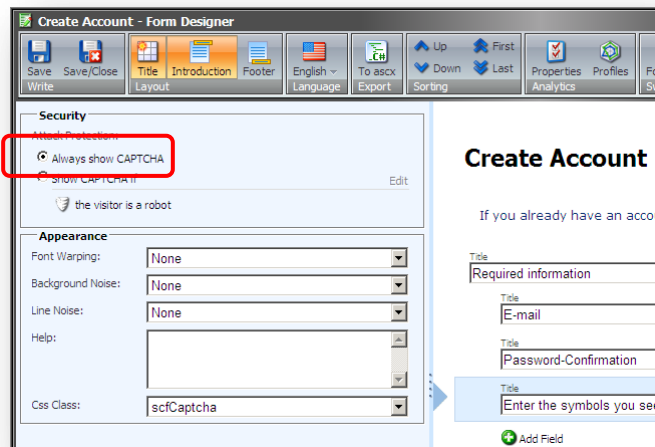 Create Account - Form Designer
Save Save/Close Title Introduction Footer English To ascx Up First Down Last Properties Profiles Fo
Write Layout Language Export Sorting Analytics S
C#
Security
Attack Protection:
Always show CAPTCHA
Show CAPTCHA if Edit
the visitor is a robot
Appearance
Font Warping: None
Background Noise: None
Line Noise: None
Help:
Css Class: scfCaptcha
Create Account
If you already have an acco
Title
Required information
Title
E-mail
Title
Password-Confirmation
Title
Enter the symbols you see
Add Field